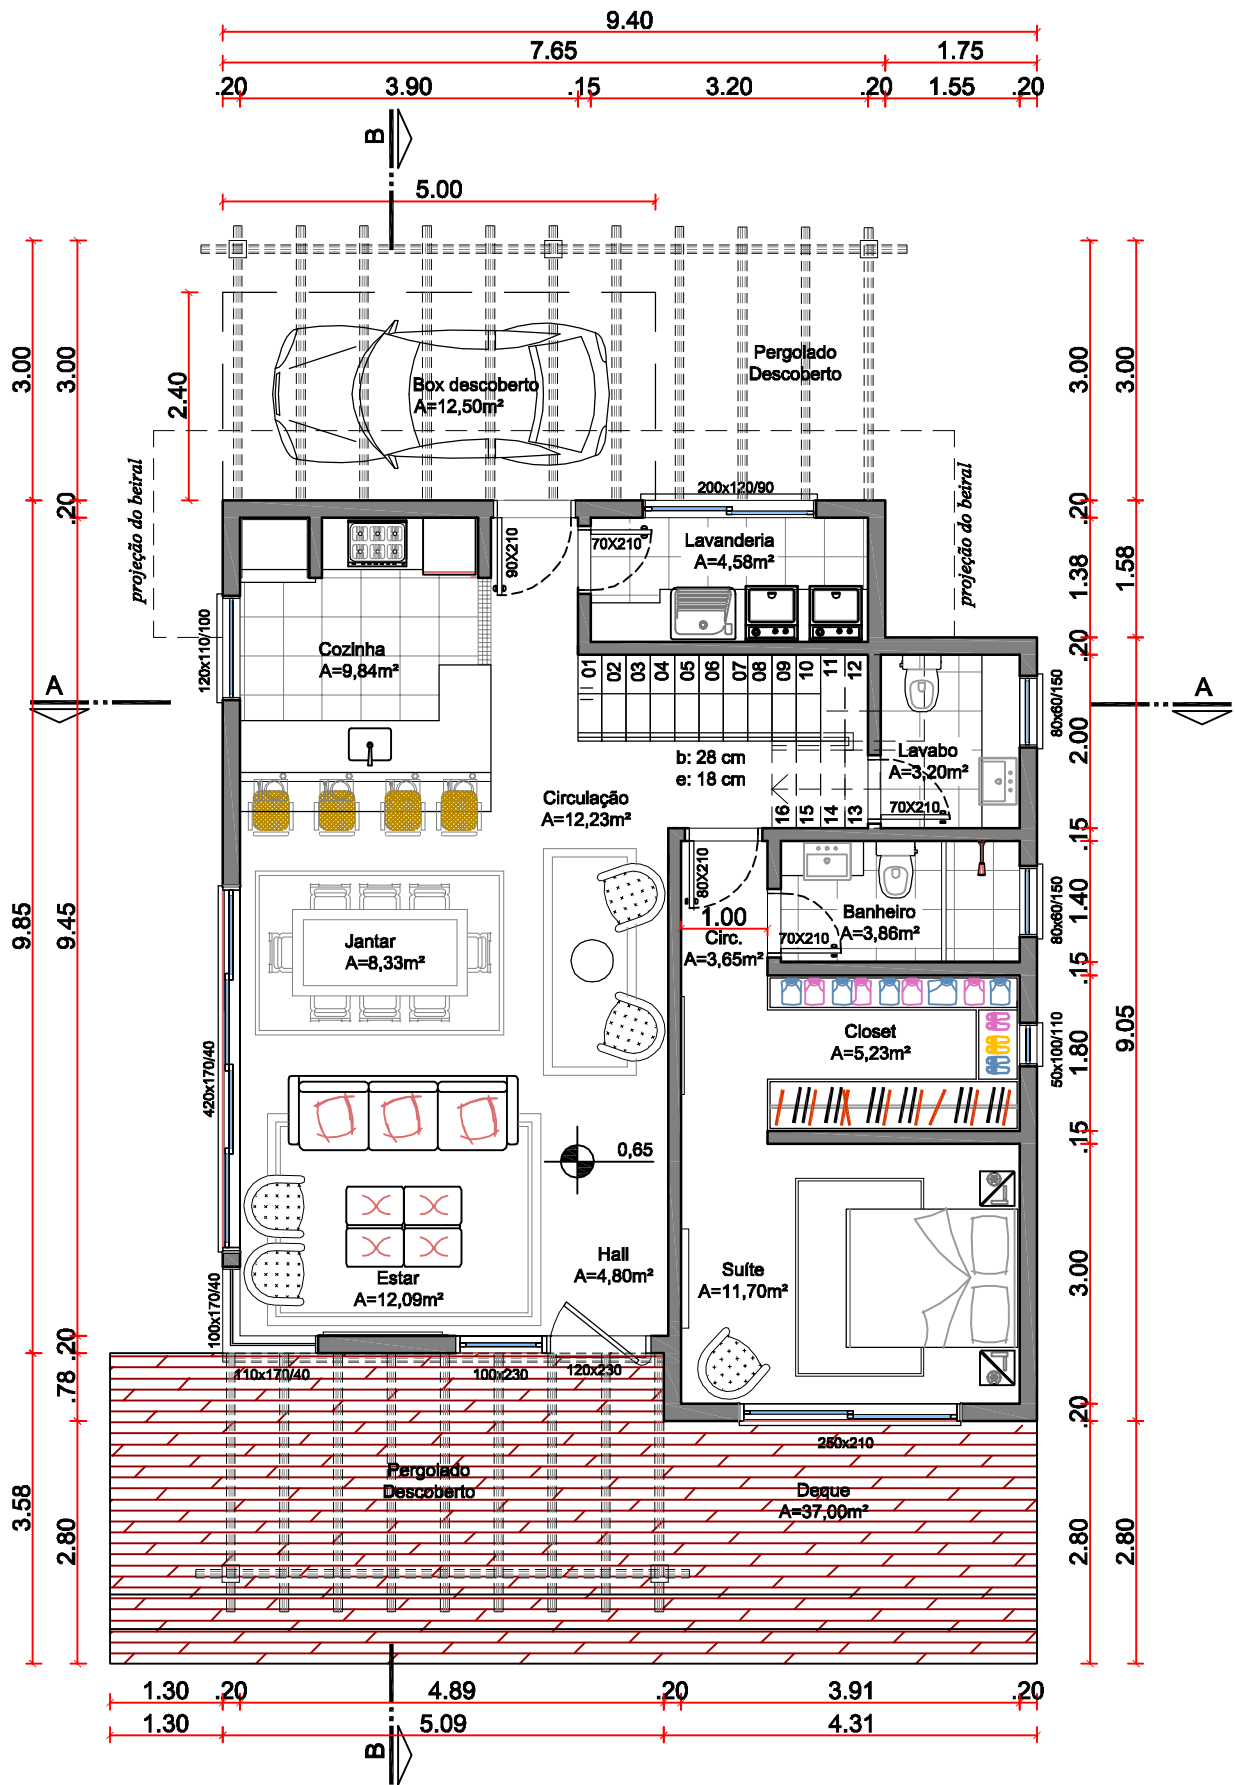 9.40
7.65
1.75
.20
3.90
.15
3.20
.20
1.55
.20
B
5.00
3.00
3.00
2.40
Pergolado
Descoberto
Box descoberto
A=12,50m²
3.00
3.00
projeção do beiral
projeção do beiral
.20
200x120/90
90X210
70X210
Lavanderia
A=4,58m²
.20
1.38
1.58
120x110/100
Cozinha
A=9,84m²
01
02
03
04
05
06
07
08
09
10
11
12
.20
A
A
80x60/150
2.00
b: 28 cm
e: 18 cm
Lavabo
A=3,20m²
70X210
Circulação
A=12,23m²
16
15
14
13
.15
80X210
1.00
Circ.
A=3,65m²
70X210
Banheiro
A=3,86m²
80x60/150
1.40
9.85
9.45
Jantar
A=8,33m²
.15
Closet
A=5,23m²
50x100/110
1.80
9.05
420x170/40
0,65
.15
Hall
A=4,80m²
Suíte
A=11,70m²
3.00
Estar
A=12,09m²
100x170/40
.20
.78
110x170/40
100x230
120x230
.20
250x210
Pergolado
Descoberto
Deque
A=37,00m²
3.58
2.80
2.80
2.80
1.30
.20
4.89
.20
3.91
.20
1.30
5.09
4.31
B